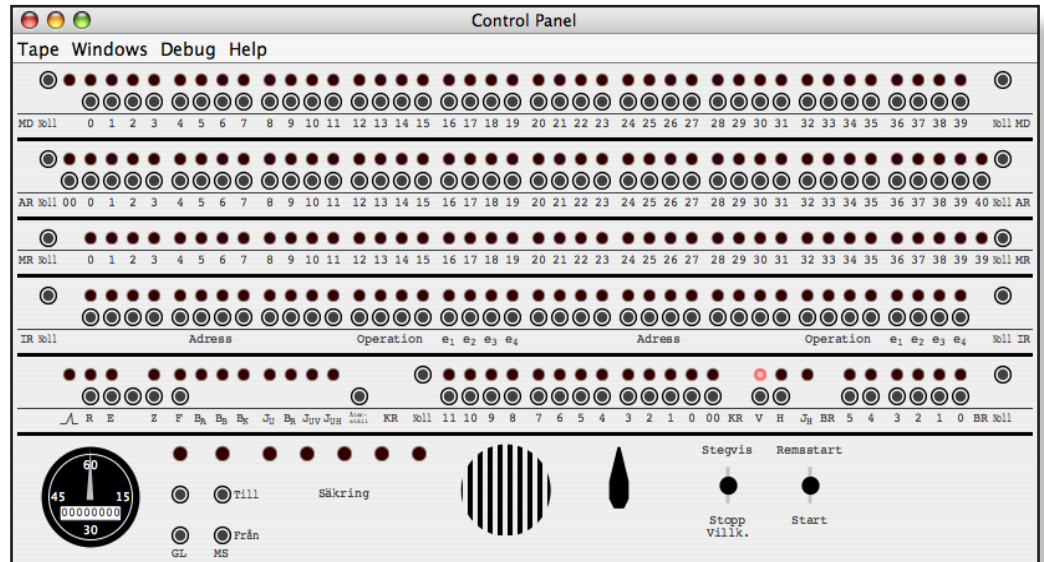 Control Panel
Tape Windows Debug Help
MD Noll 0 1 2 3 4 5 6 7 8 9 10 11 12 13 14 15 16 17 18 19 20 21 22 23 24 25 26 27 28 29 30 31 32 33 34 35 36 37 38 39 Noll MD
AR Noll 00 0 1 2 3 4 5 6 7 8 9 10 11 12 13 14 15 16 17 18 19 20 21 22 23 24 25 26 27 28 29 30 31 32 33 34 35 36 37 38 39 40 Noll AR
MR Noll 0 1 2 3 4 5 6 7 8 9 10 11 12 13 14 15 16 17 18 19 20 21 22 23 24 25 26 27 28 29 30 31 32 33 34 35 36 37 38 39 39 Noll MR
IR Noll Adress Operation e1 e2 e3 e4 Adress Operation e1 e2 e3 e4 Noll IR
R E Z F BA BB BK JU BR JUV JUH Åter-
ställ KR Noll 11 10 9 8 7 6 5 4 3 2 1 0 00 KR V H JH BR 5 4 3 2 1 0 BR Noll
60
45 15
00000000
30
Till
Från
GL MS
Säkring
Stegvis Remsstart
Stopp Start
Villk.